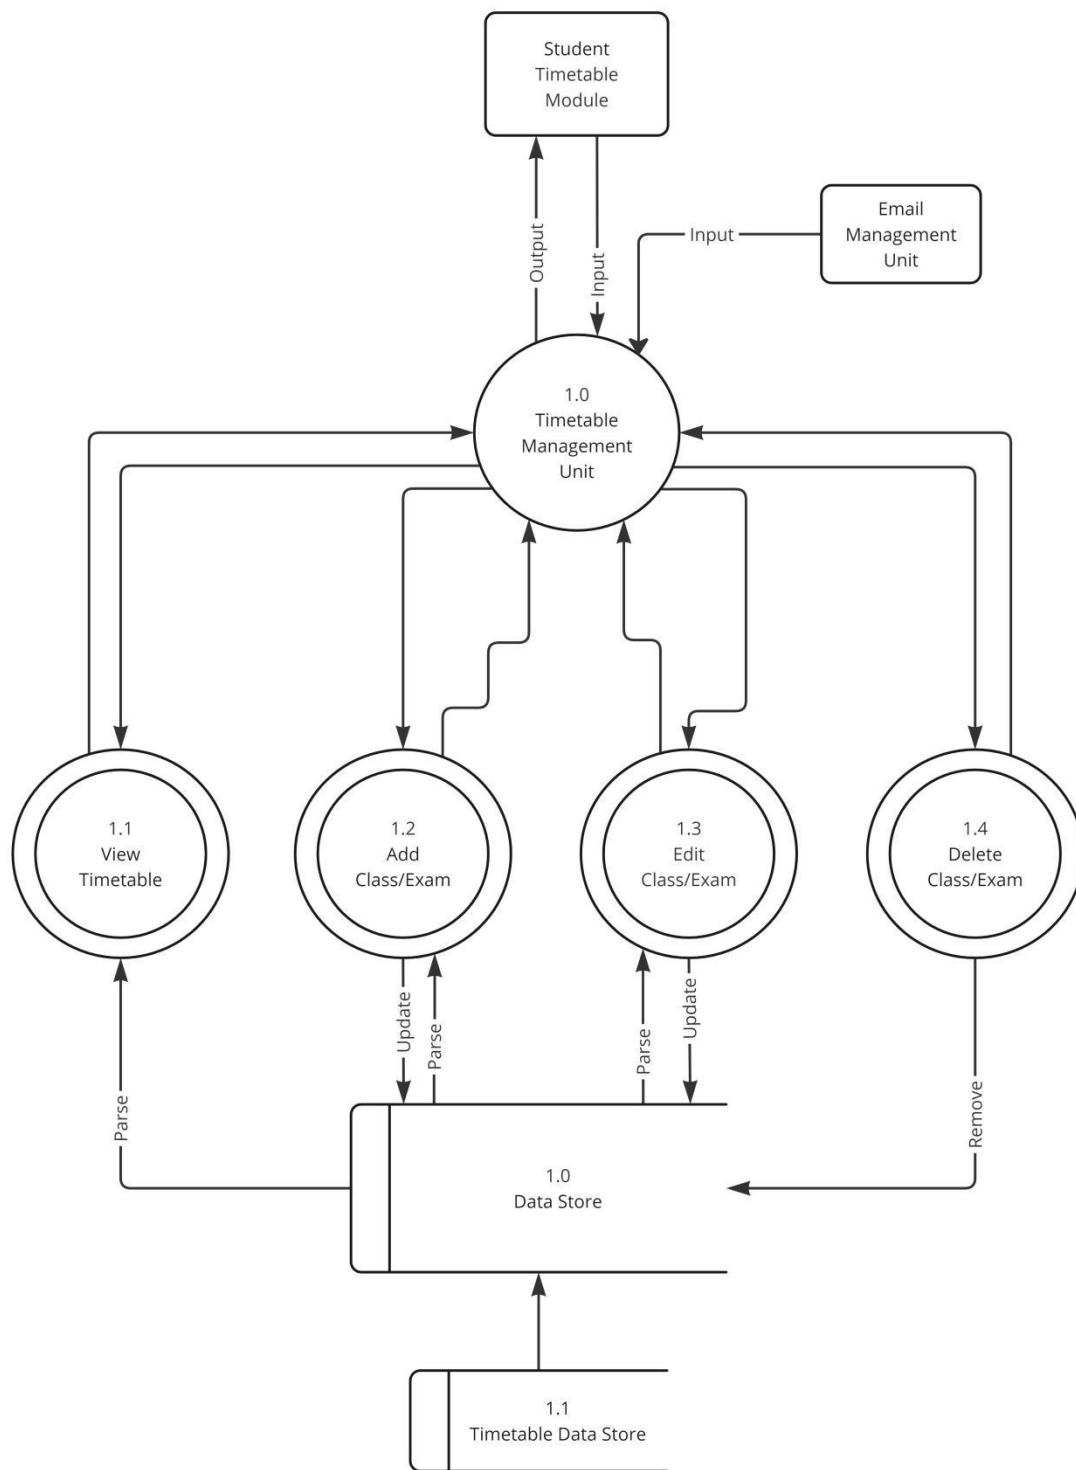 Student
Timetable
Module
Email
Management
Unit
Input
Output
Input
1.0
Timetable
Management
Unit
1.1
View
Timetable
1.2
Add
Class/Exam
1.3
Edit
Class/Exam
1.4
Delete
Class/Exam
Update
Parse
Parse
Update
Parse
Remove
1.0
Data Store
1.1
Timetable Data Store